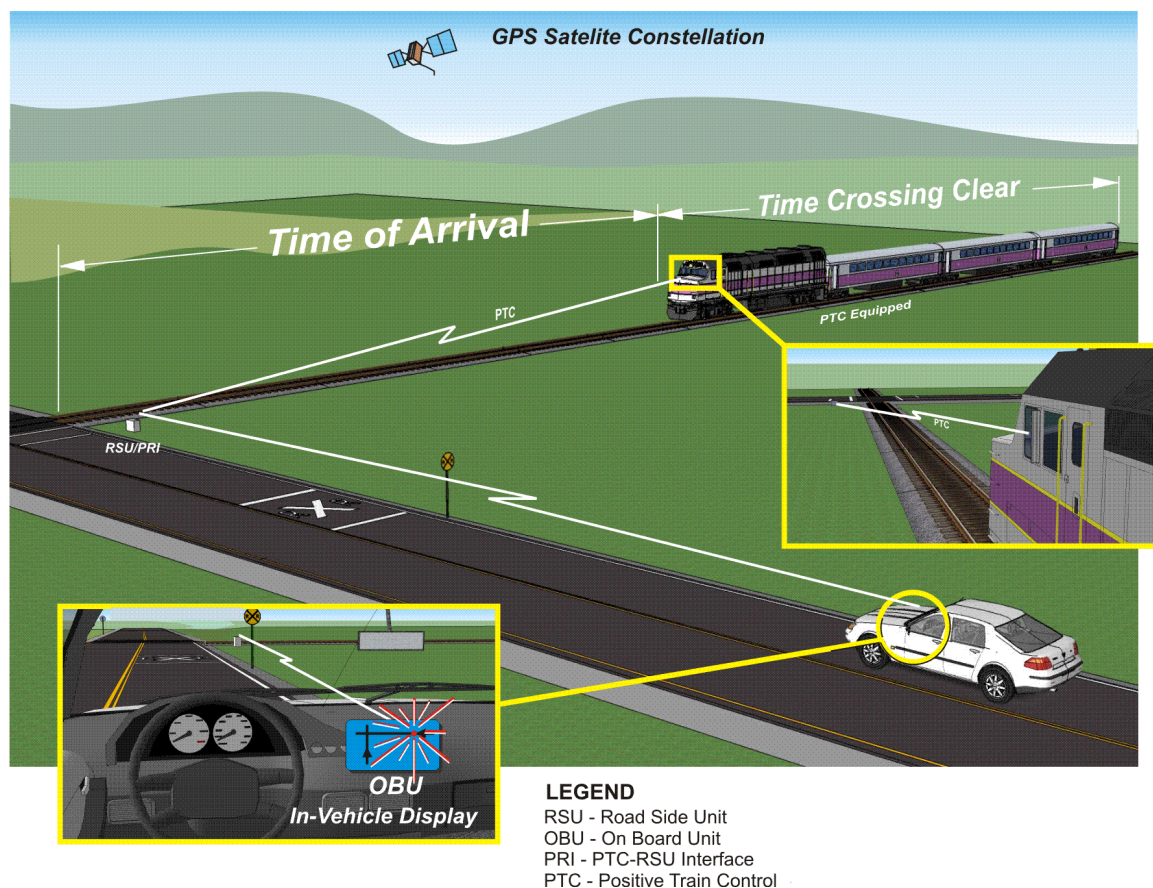 GPS Satelite Constellation
Time Crossing Clear
Time of Arrival
PTC
PTC Equipped
PTC
RSU/PRI
OBU
In-Vehicle Display
LEGEND
RSU - Road Side Unit
OBU - On Board Unit
PRI - PTC-RSU Interface
PTC - Positive Train Control